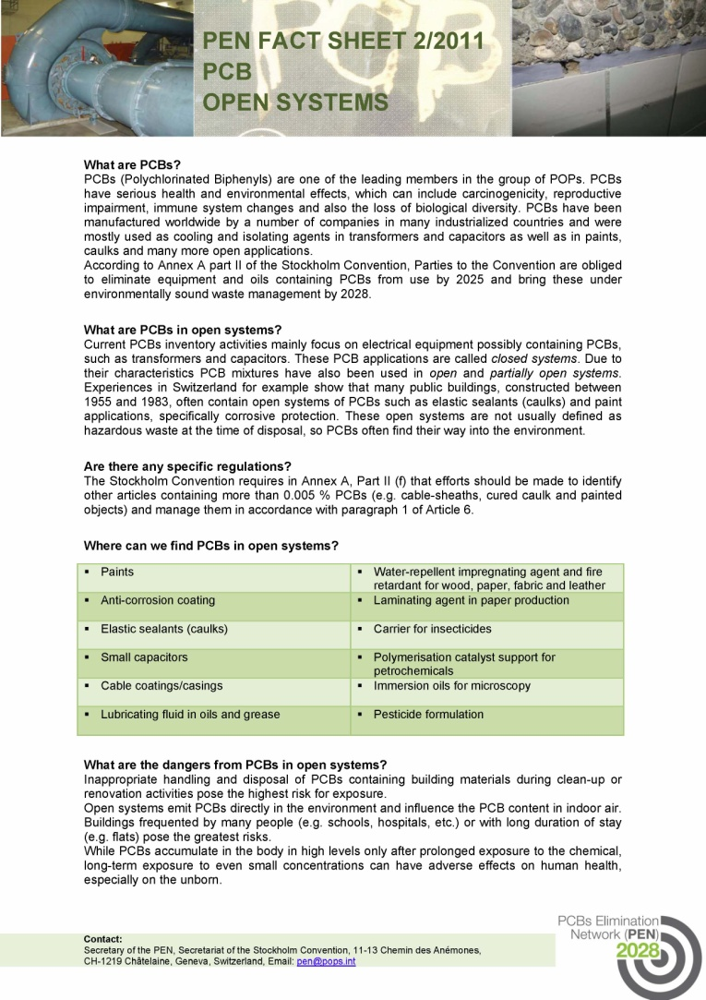 PEN FACT SHEET 2/2011
PCB
OPEN SYSTEMS
What are PCBs?
PCBs (Polychlorinated Biphenyls) are one of the leading members in the group of POPs. PCBs
have serious health and environmental effects, which can include carcinogenicity, reproductive
impairment, immune system changes and also the loss of biological diversity. PCBs have been
manufactured worldwide by a number of companies in many industrialized countries and were
mostly used as cooling and isolating agents in transformers and capacitors as well as in paints,
caulks and many more open applications.
According to Annex A part II of the Stockholm Convention, Parties to the Convention are obliged
to eliminate equipment and oils containing PCBs from use by 2025 and bring these under
environmentally sound waste management by 2028.
What are PCBs in open systems?
Current PCBs inventory activities mainly focus on electrical equipment possibly containing PCBs,
such as transformers and capacitors. These PCB applications are called closed systems. Due to
their characteristics PCB mixtures have also been used in open and partially open systems.
Experiences in Switzerland for example show that many public buildings, constructed between
1955 and 1983, often contain open systems of PCBs such as elastic sealants (caulks) and paint
applications, specifically corrosive protection. These open systems are not usually defined as
hazardous waste at the time of disposal, so PCBs often find their way into the environment.
Are there any specific regulations?
The Stockholm Convention requires in Annex A, Part II (f) that efforts should be made to identify
other articles containing more than 0.005 % PCBs (e.g. cable-sheaths, cured caulk and painted
objects) and manage them in accordance with paragraph 1 of Article 6.
Where can we find PCBs in open systems?
▪ Paints
▪ Water-repellent impregnating agent and fire
retardant for wood, paper, fabric and leather
▪ Anti-corrosion coating
▪ Laminating agent in paper production
▪ Elastic sealants (caulks)
▪ Carrier for insecticides
▪ Small capacitors
▪ Polymerisation catalyst support for
petrochemicals
▪ Cable coatings/casings
▪ Immersion oils for microscopy
▪ Lubricating fluid in oils and grease
▪ Pesticide formulation
What are the dangers from PCBs in open systems?
Inappropriate handling and disposal of PCBs containing building materials during clean-up or
renovation activities pose the highest risk for exposure.
Open systems emit PCBs directly in the environment and influence the PCB content in indoor air.
Buildings frequented by many people (e.g. schools, hospitals, etc.) or with long duration of stay
(e.g. flats) pose the greatest risks.
While PCBs accumulate in the body in high levels only after prolonged exposure to the chemical,
long-term exposure to even small concentrations can have adverse effects on human health,
especially on the unborn.
Contact:
Secretary of the PEN, Secretariat of the Stockholm Convention, 11-13 Chemin des Anémones,
CH-1219 Châtelaine, Geneva, Switzerland, Email: pen@pops.int
PCBs Elimination
Network (PEN)
2028